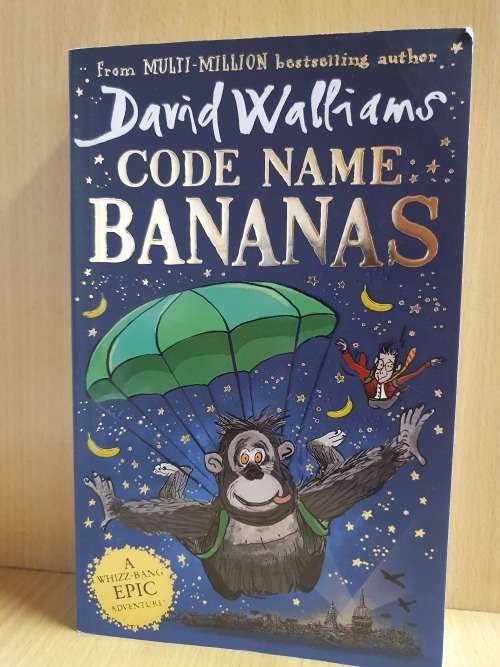 from MULTI-MILLION bestselling author
David Walliams
CODE NAME
BANANAS
A
WHIZZ-BANG
EPIC
ADVENTURE